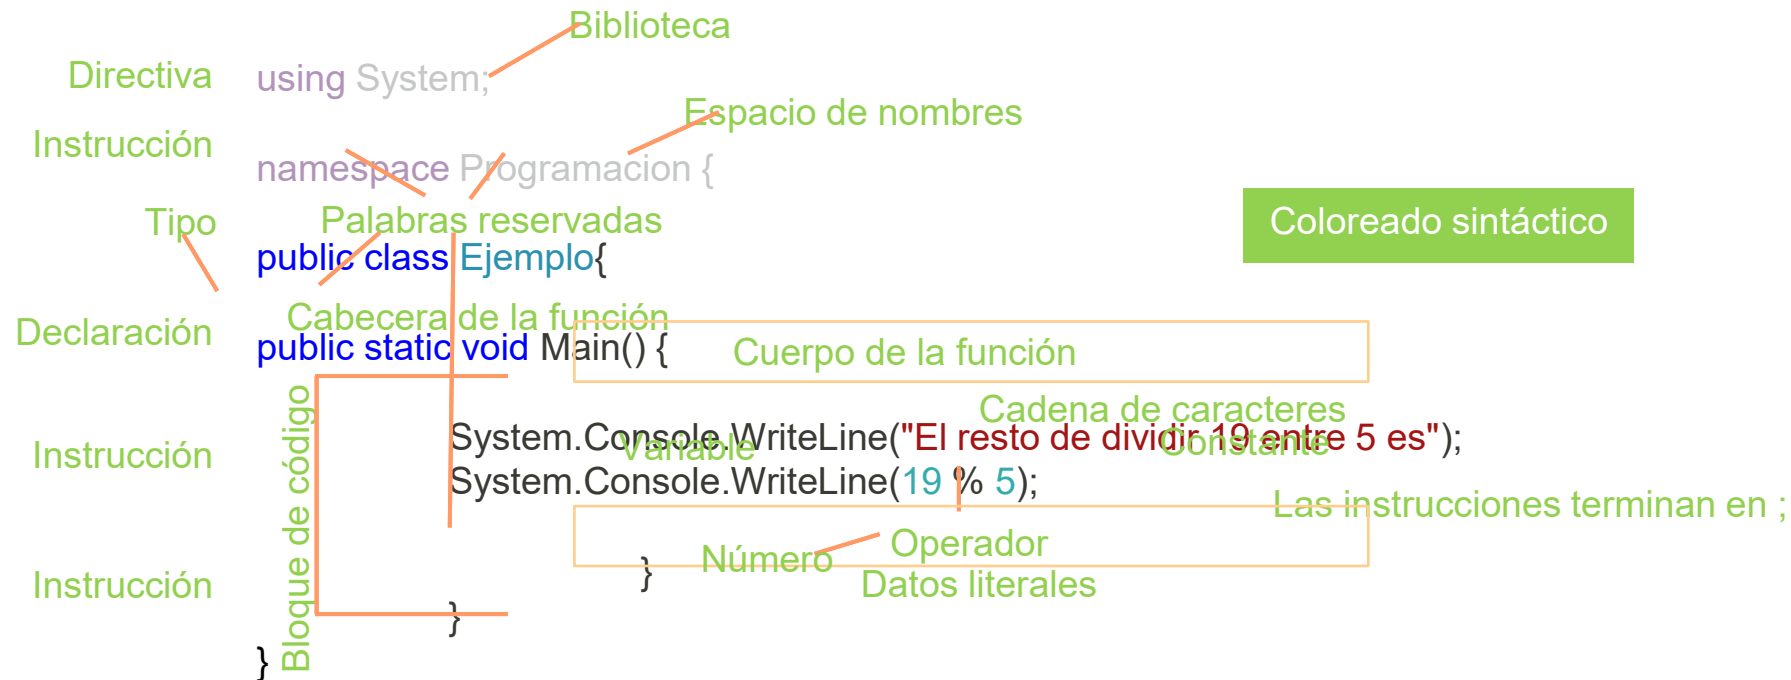 Biblioteca
Directiva
using System;
Espacio de nombres
Instrucción
namespace Programacion {
Tipo
Palabras reservadas
Coloreado sintáctico
public class Ejemplo{
Cabecera de la función
Declaración
public static void Main() {
Cuerpo de la función
Bloque de código
Cadena de caracteres
Instrucción
System.Console.WriteLine("El resto de dividir 19 entre 5 es");
Variable
Constante
System.Console.WriteLine(19 % 5);
Las instrucciones terminan en ;
Operador
Número
}
Instrucción
Datos literales
}
}